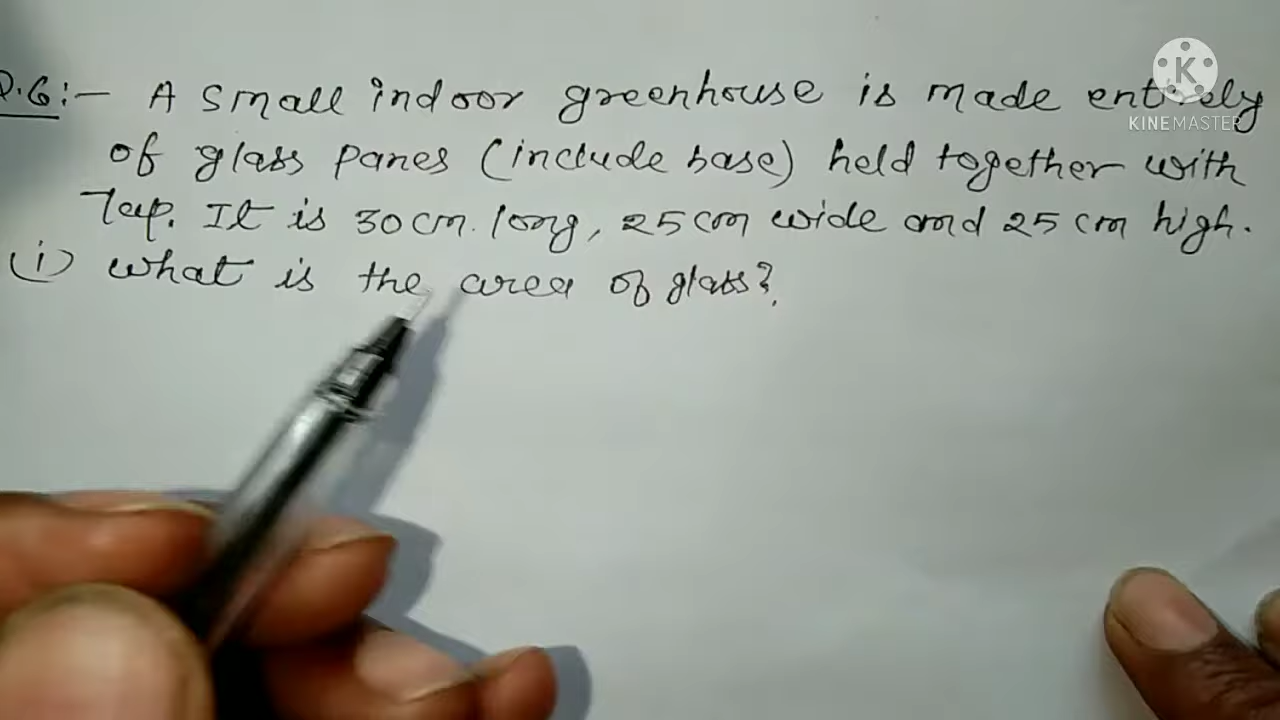 Q.6:- A small indoor greenhouse is made entirely
of glass panes (include base) held together with
Tap. It is 30 cm. long, 25 cm wide and 25 cm high.
(i) what is the area of glass?
K
KINEMASTER